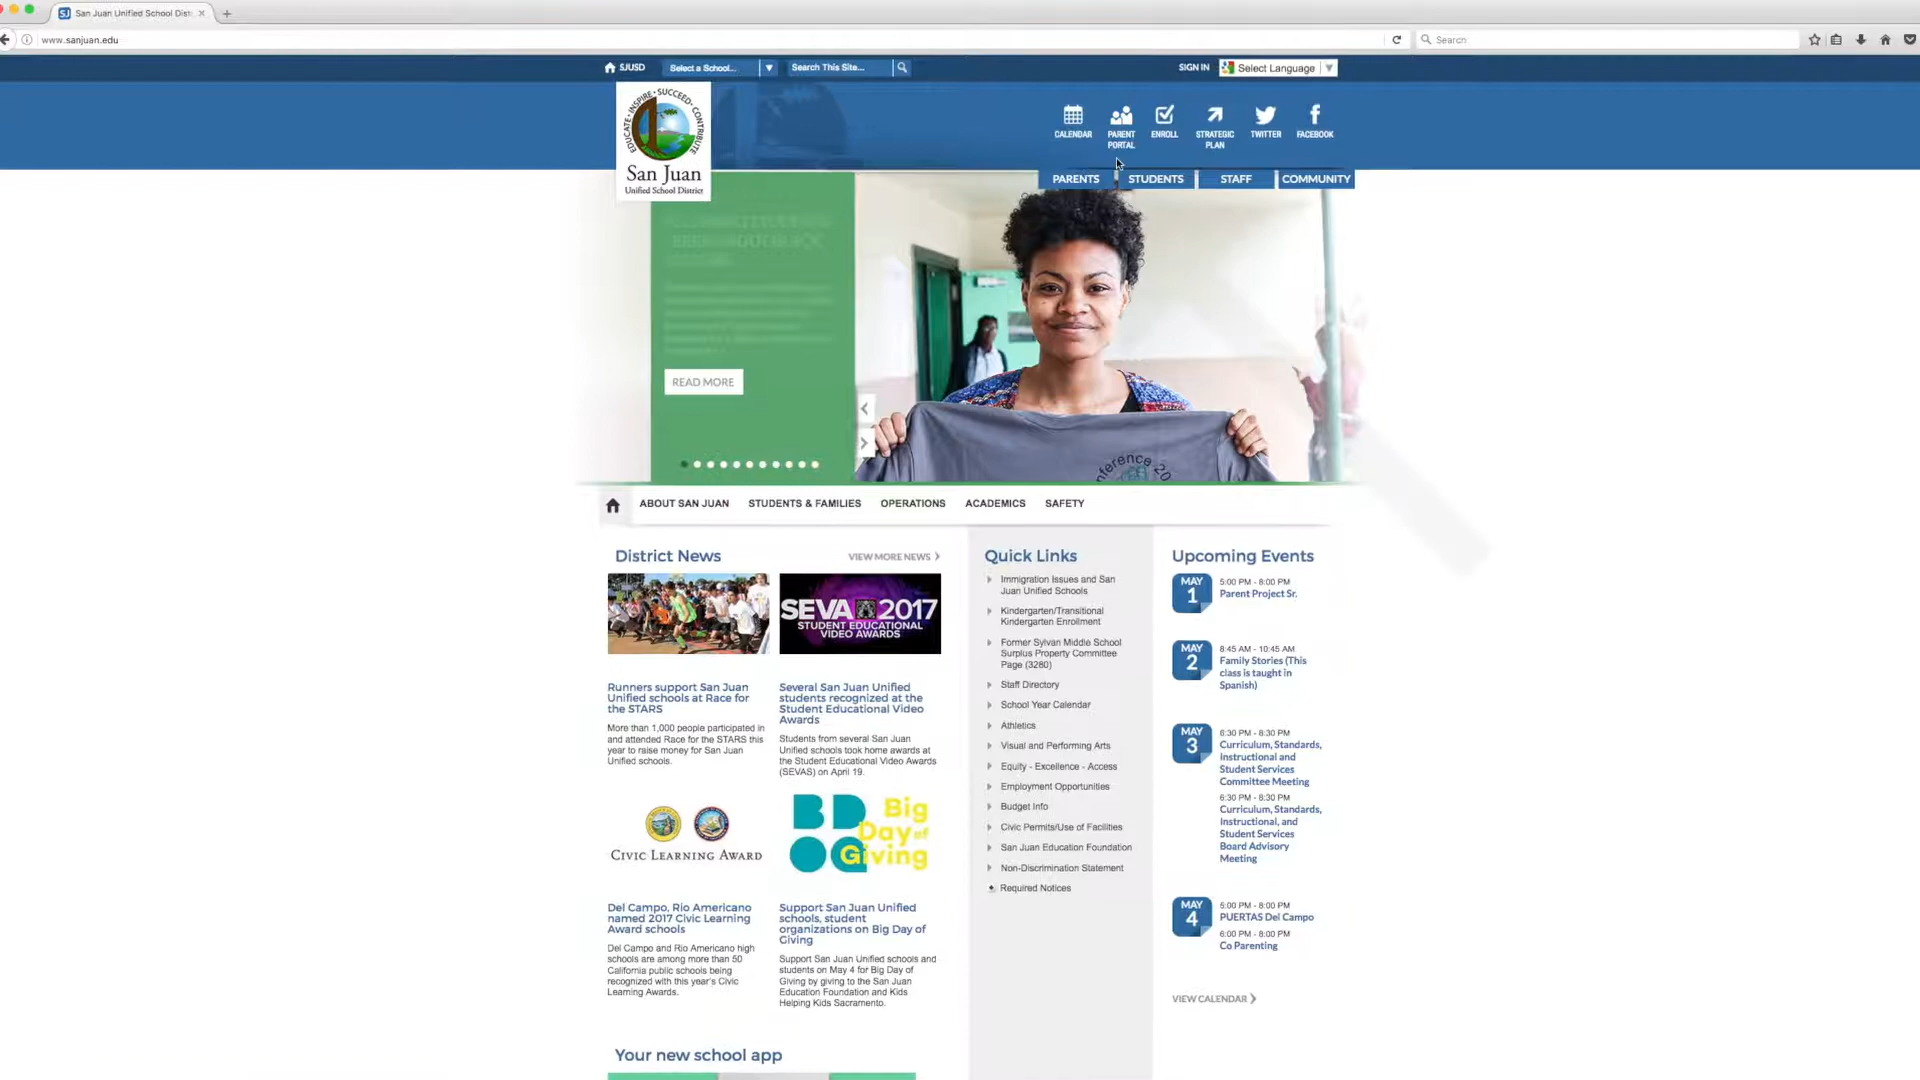 San Juan Unified School Dist
www.sanjuan.edu
Search
SJUSD
Select a School...
Search This Site...
SIGN IN
Select Language
EDUCATE • INSPIRE • SUCCEED • CONTRIBUTE
San Juan
Unified School District
CALENDAR
PARENT
PORTAL
ENROLL
STRATEGIC
PLAN
TWITTER
FACEBOOK
PARENTS
STUDENTS
STAFF
COMMUNITY
READ MORE
ABOUT SAN JUAN
STUDENTS & FAMILIES
OPERATIONS
ACADEMICS
SAFETY
District News
VIEW MORE NEWS
SEVA 2017
STUDENT EDUCATIONAL
VIDEO AWARDS
Runners support San Juan
Unified schools at Race for
the STARS
More than 1,000 people participated in
and attended Race for the STARS this
year to raise money for San Juan
Unified schools.
Several San Juan Unified
students recognized at the
Student Educational Video
Awards
Students from several San Juan
Unified schools took home awards at
the Student Educational Video Awards
(SEVAS) on April 19.
CIVIC LEARNING AWARD
BD
OG
Big
Day of
Giving
Del Campo, Rio Americano
named 2017 Civic Learning
Award schools
Del Campo and Rio Americano high
schools are among more than 50
California public schools being
recognized with this year's Civic
Learning Awards.
Support San Juan Unified
schools, student
organizations on Big Day of
Giving
Support San Juan Unified schools and
students on May 4 for Big Day of
Giving by giving to the San Juan
Education Foundation and Kids
Helping Kids Sacramento.
Your new school app
Quick Links
Immigration Issues and San
Juan Unified Schools
Kindergarten/Transitional
Kindergarten Enrollment
Former Sylvan Middle School
Surplus Property Committee
Page (3280)
Staff Directory
School Year Calendar
Athletics
Visual and Performing Arts
Equity - Excellence - Access
Employment Opportunities
Budget Info
Civic Permits/Use of Facilities
San Juan Education Foundation
Non-Discrimination Statement
Required Notices
Upcoming Events
MAY
1
5:00 PM - 8:00 PM
Parent Project Sr.
MAY
2
8:45 AM - 10:45 AM
Family Stories (This
class is taught in
Spanish)
MAY
3
6:30 PM - 8:30 PM
Curriculum, Standards,
Instructional and
Student Services
Committee Meeting
6:30 PM - 8:30 PM
Curriculum, Standards,
Instructional, and
Student Services
Board Advisory
Meeting
MAY
4
5:00 PM - 8:00 PM
PUERTAS Del Campo
6:00 PM - 8:00 PM
Co Parenting
VIEW CALENDAR